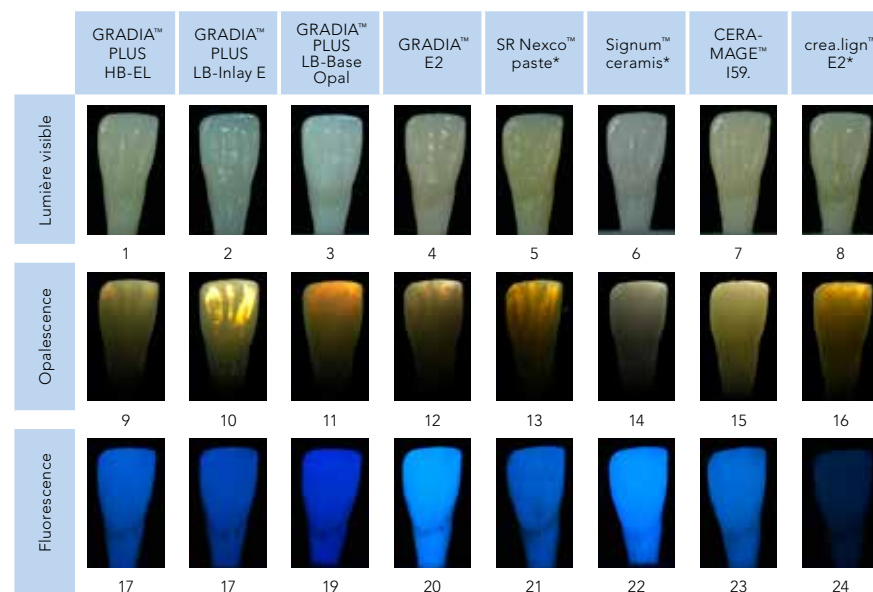 GRADIA™
PLUS
HB-EL
GRADIA™
PLUS
LB-Inlay E
GRADIA™
PLUS
LB-Base
Opal
GRADIA™
E2
SR Nexco™
paste*
Signum™
ceramis*
CERA-
MAGE™
I59.
crea.lign™
E2*
Lumière visible
1 2 3 4 5 6 7 8
Opalescence
9 10 11 12 13 14 15 16
Fluorescence
17 17 19 20 21 22 23 24